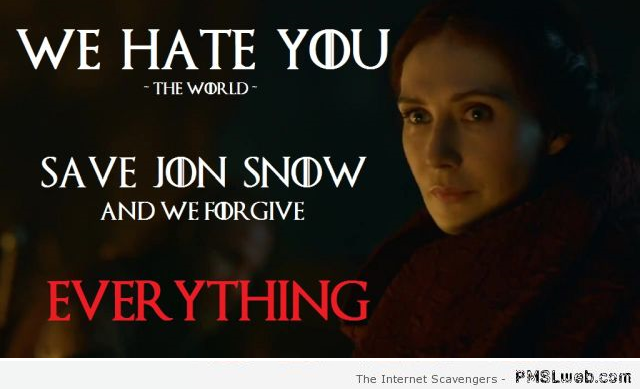 WE HATE YOU
~ THE WORLD ~
SAVE JON SNOW
AND WE FORGIVE
EVERYTHING
The Internet Scavengers - PMSLweb.com